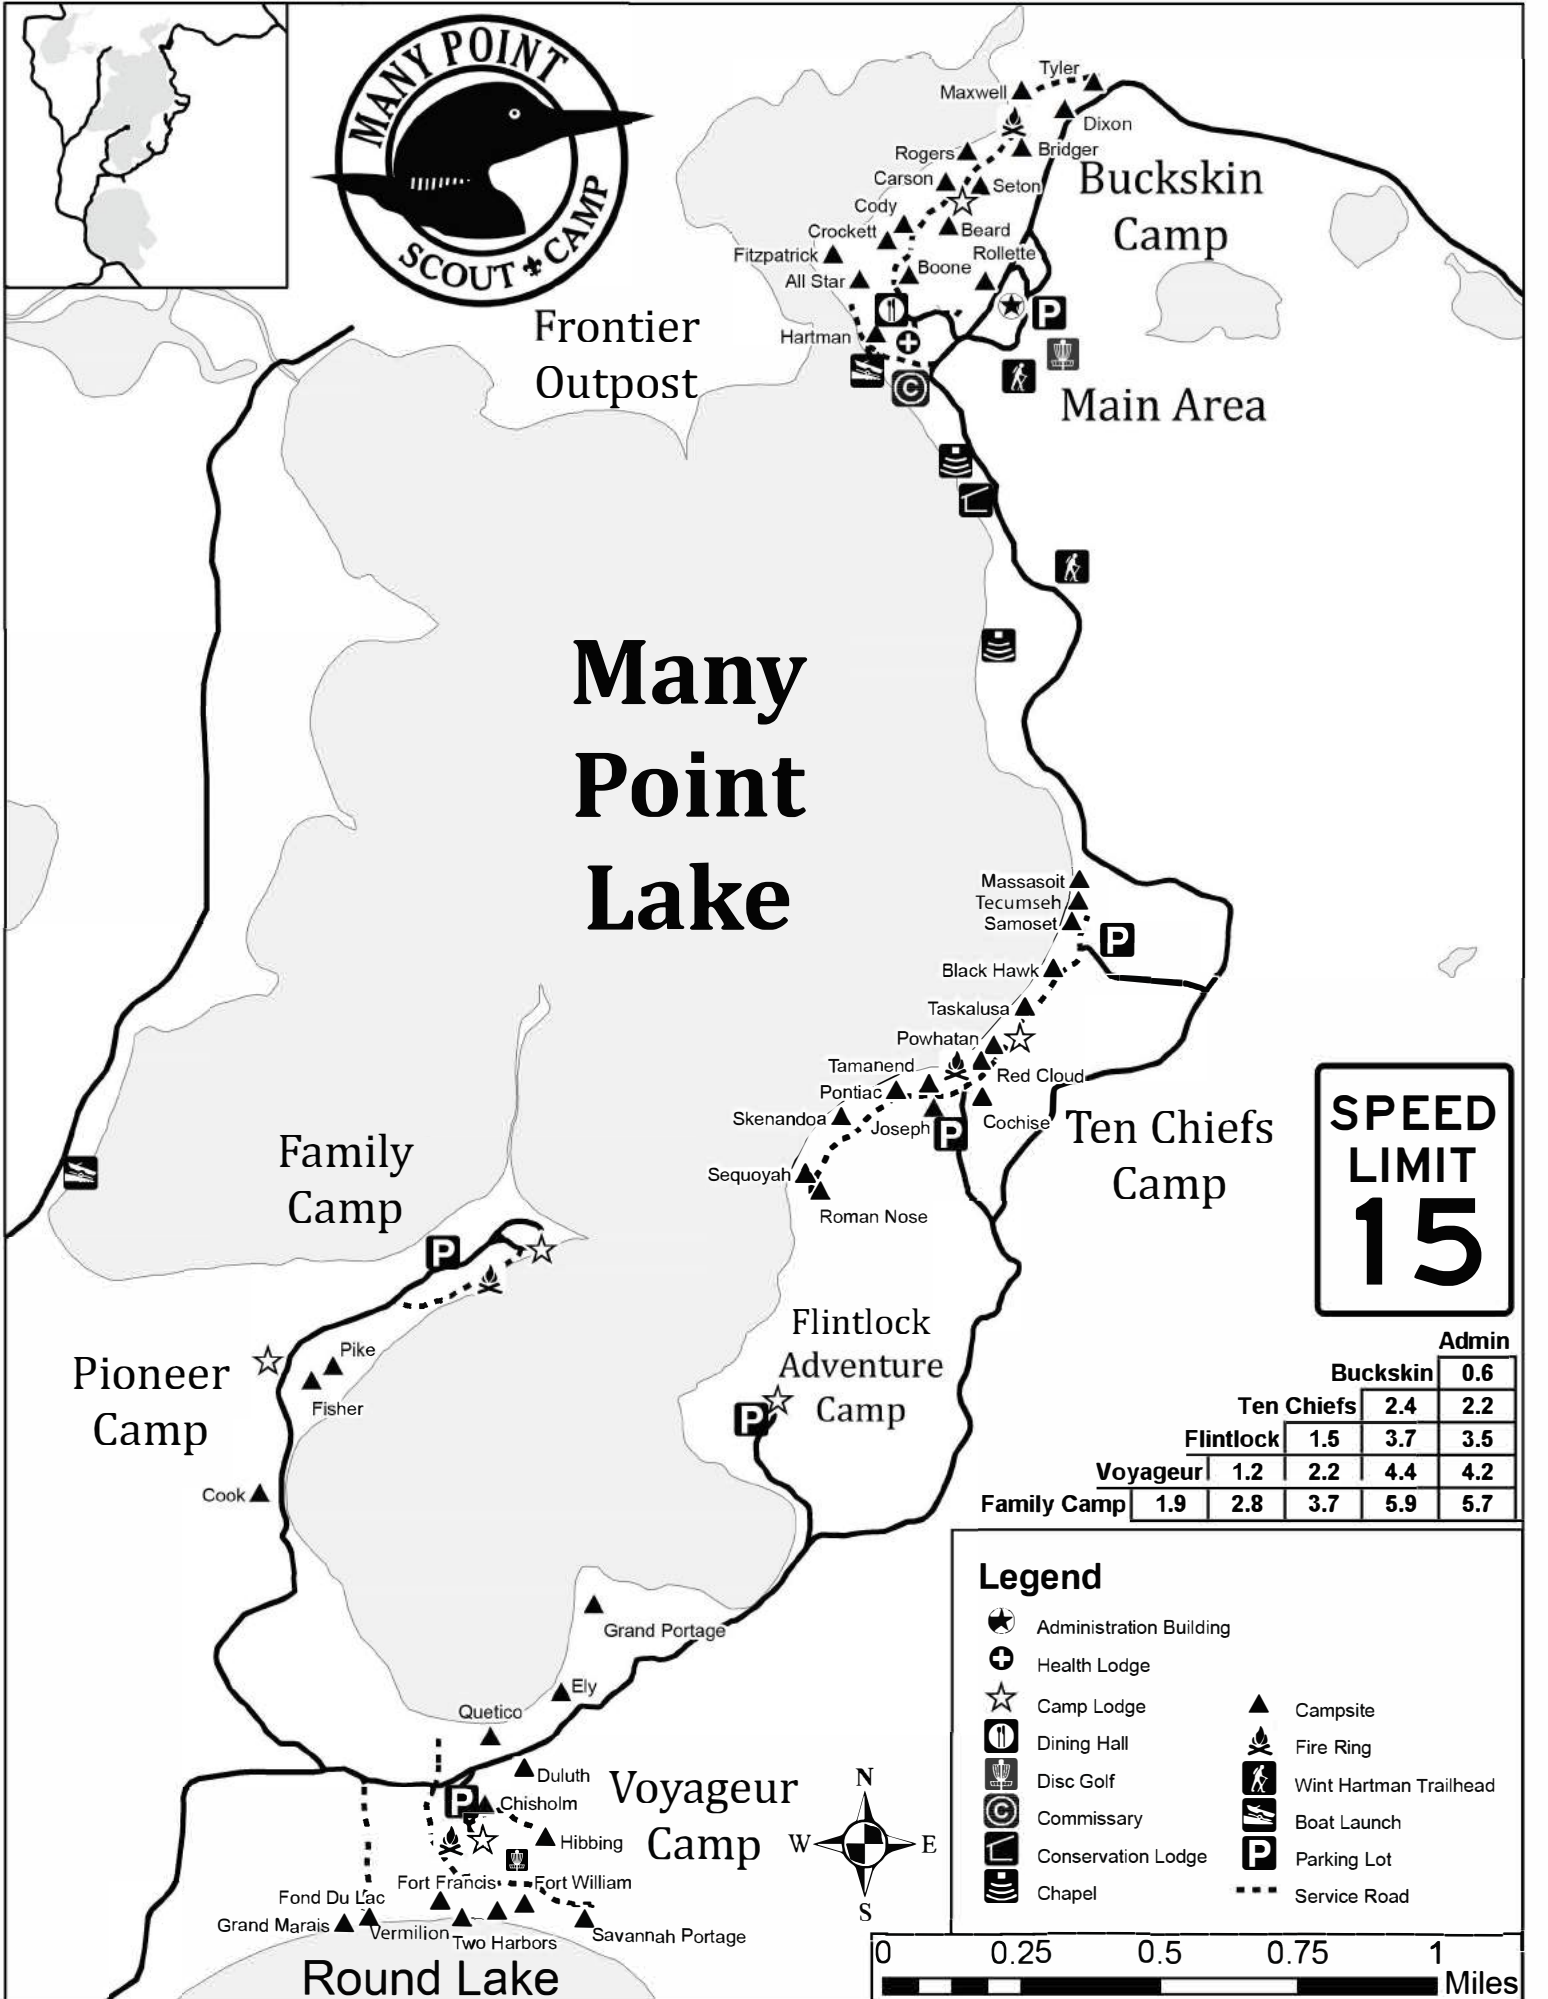 MANY POINT
SCOUT CAMP
Tyler
Maxwell
Dixon
Rogers
Bridger
Carson
Seton
Buckskin
Camp
Cody
Crockett
Beard
Fitzpatrick
Rollette
All Star
Boone
Hartman
P
C
Frontier
Outpost
Main Area
Many
Point
Lake
Massasoit
Tecumseh
Samoset
P
Black Hawk
Taskalusa
Powhatan
Tamanend
Red Cloud
Pontiac
Skenandoa
Joseph
P
Cochise
Ten Chiefs
Camp
Sequoyah
Roman Nose
SPEED
LIMIT
15
Family
Camp
P
Flintlock
Adventure
Camp
P
Pioneer
Camp
Pike
Fisher
Cook
Admin
Buckskin 0.6
Ten Chiefs 2.4 2.2
Flintlock 1.5 3.7 3.5
Voyageur 1.2 2.2 4.4 4.2
Family Camp 1.9 2.8 3.7 5.9 5.7
Grand Portage
Ely
Quetico
Duluth
P
Chisholm
Hibbing
Voyageur
Camp
Fort Francis
Fort William
Fond Du Lac
Grand Marais
Vermilion
Two Harbors
Savannah Portage
Round Lake
N
W E
S
Legend
Administration Building
Health Lodge
Camp Lodge
Dining Hall
Disc Golf
C Commissary
Conservation Lodge
Chapel
Campsite
Fire Ring
Wint Hartman Trailhead
Boat Launch
P Parking Lot
Service Road
0 0.25 0.5 0.75 1
Miles